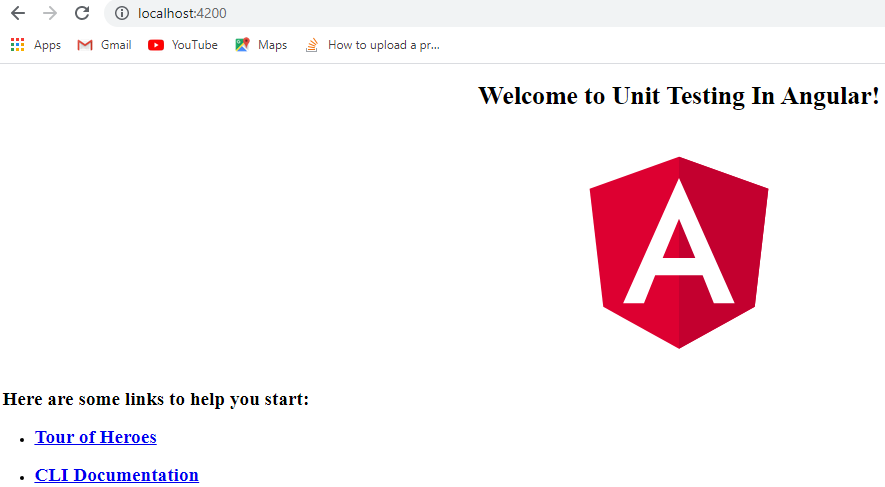 localhost:4200
Apps Gmail YouTube Maps How to upload a pr...
Welcome to Unit Testing In Angular!
A
Here are some links to help you start:
Tour of Heroes
CLI Documentation